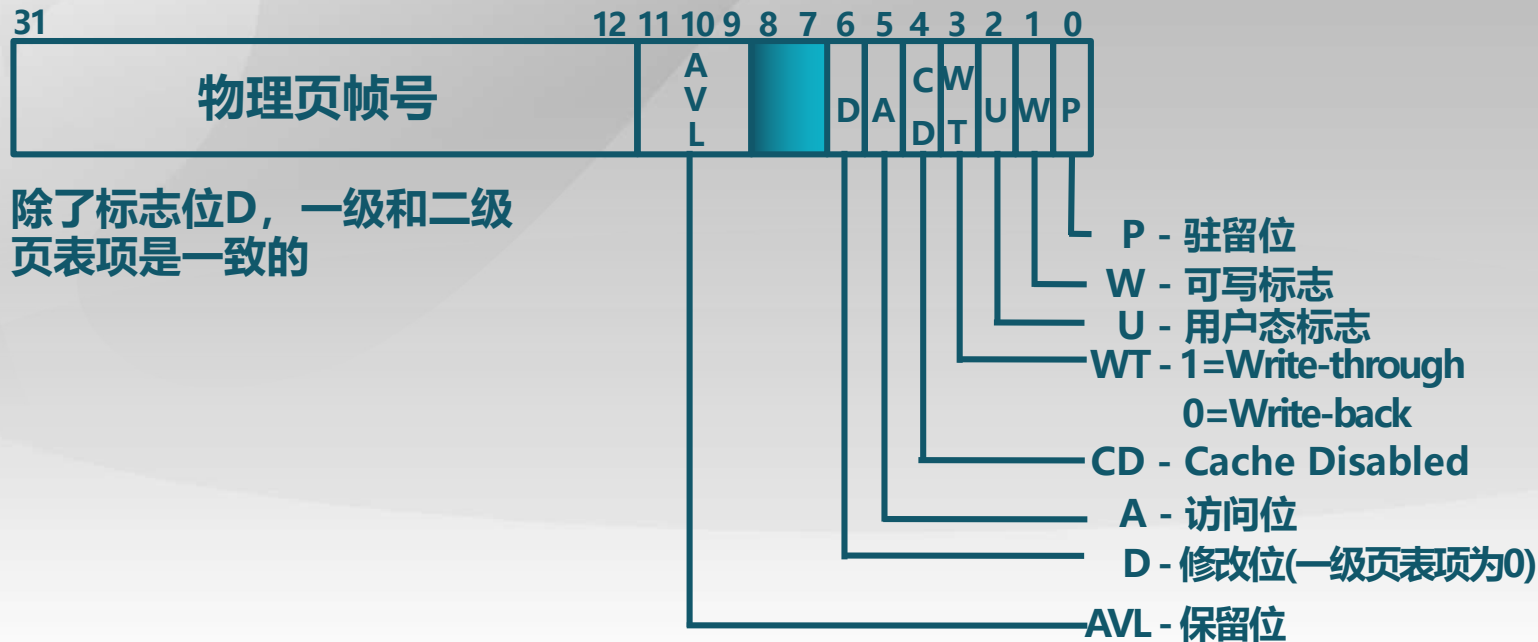 31 12 11 10 9 8 7 6 5 4 3 2 1 0
物理页帧号 AVL D A CD WT U W P
除了标志位D，一级和二级
页表项是一致的
P - 驻留位
W - 可写标志
U - 用户态标志
WT - 1=Write-through
0=Write-back
CD - Cache Disabled
A - 访问位
D - 修改位(一级页表项为0)
AVL - 保留位